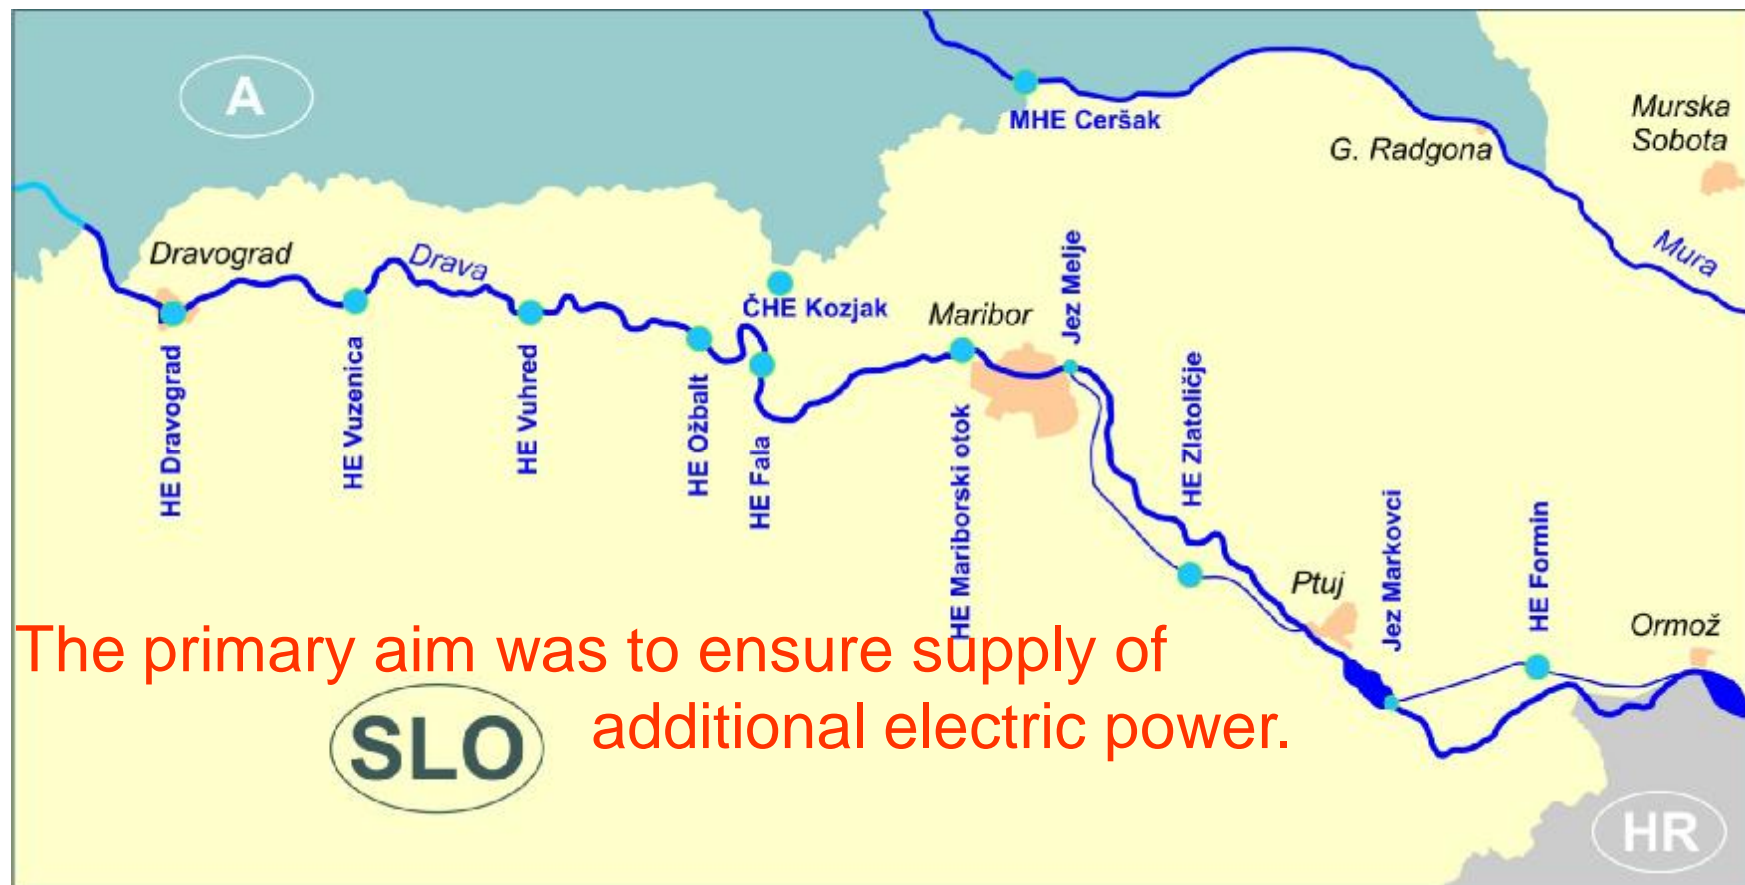 A
MHE Ceršak
Murska
Sobota
G. Radgona
Mura
Dravograd
Drava
ČHE Kozjak
Maribor
Jez Melje
HE Dravograd
HE Vuzenica
HE Vuhred
HE Ožbalt
HE Fala
HE Mariborski otok
HE Zlatoličje
Ptuj
Jez Markovci
HE Formin
Ormož
The primary aim was to ensure supply of
additional electric power.
SLO
HR